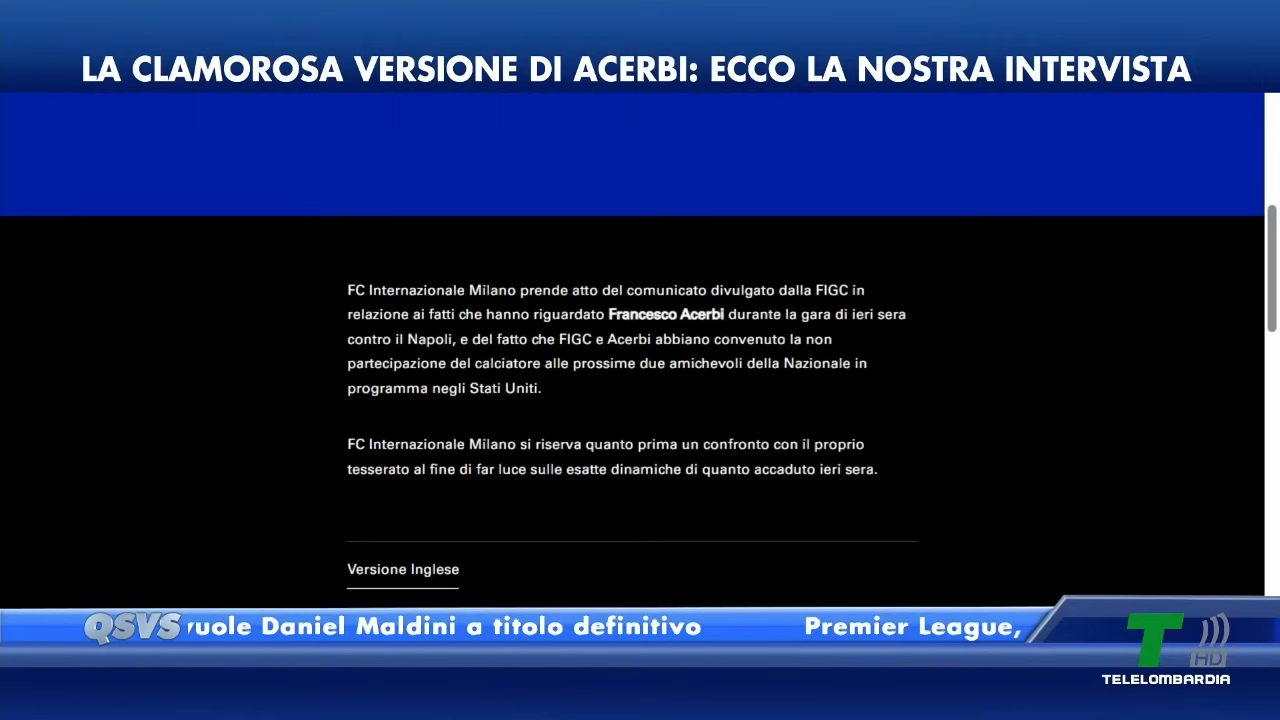 LA CLAMOROSA VERSIONE DI ACERBI: ECCO LA NOSTRA INTERVISTA
FC Internazionale Milano prende atto del comunicato divulgato dalla FIGC in
relazione ai fatti che hanno riguardato Francesco Acerbi durante la gara di ieri sera
contro il Napoli, e del fatto che FIGC e Acerbi abbiano convenuto la non
partecipazione del calciatore alle prossime due amichevoli della Nazionale in
programma negli Stati Uniti.
FC Internazionale Milano si riserva quanto prima un confronto con il proprio
tesserato al fine di far luce sulle esatte dinamiche di quanto accaduto ieri sera.
Versione Inglese
QSVS vuole Daniel Maldini a titolo definitivo Premier League,
T HD
TELELOMBARDIA